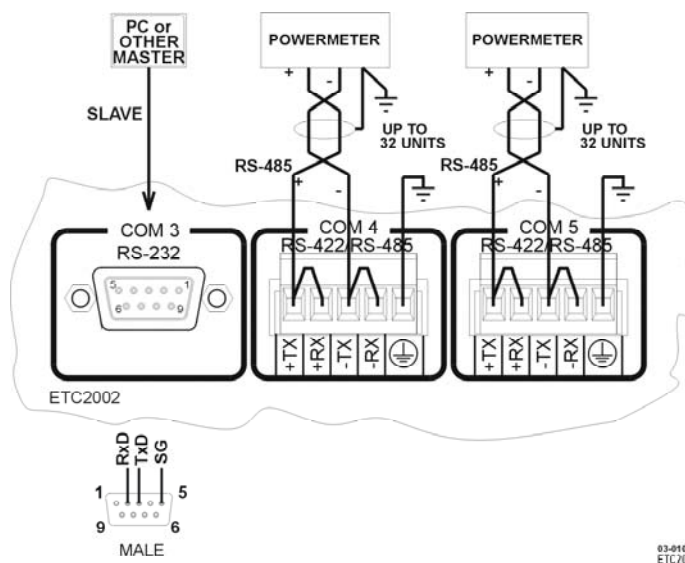 PC or
OTHER
MASTER
SLAVE
POWERMETER
+ -
UP TO
32 UNITS
RS-485
+ -
POWERMETER
+ -
UP TO
32 UNITS
RS-485
+ -
COM 3
RS-232
5 1
6 9
COM 4
RS-422/RS-485
+TX
+RX
-TX
-RX
COM 5
RS-422/RS-485
+TX
+RX
-TX
-RX
ETC2002
RxD
TxD
SG
1 5
9 6
MALE